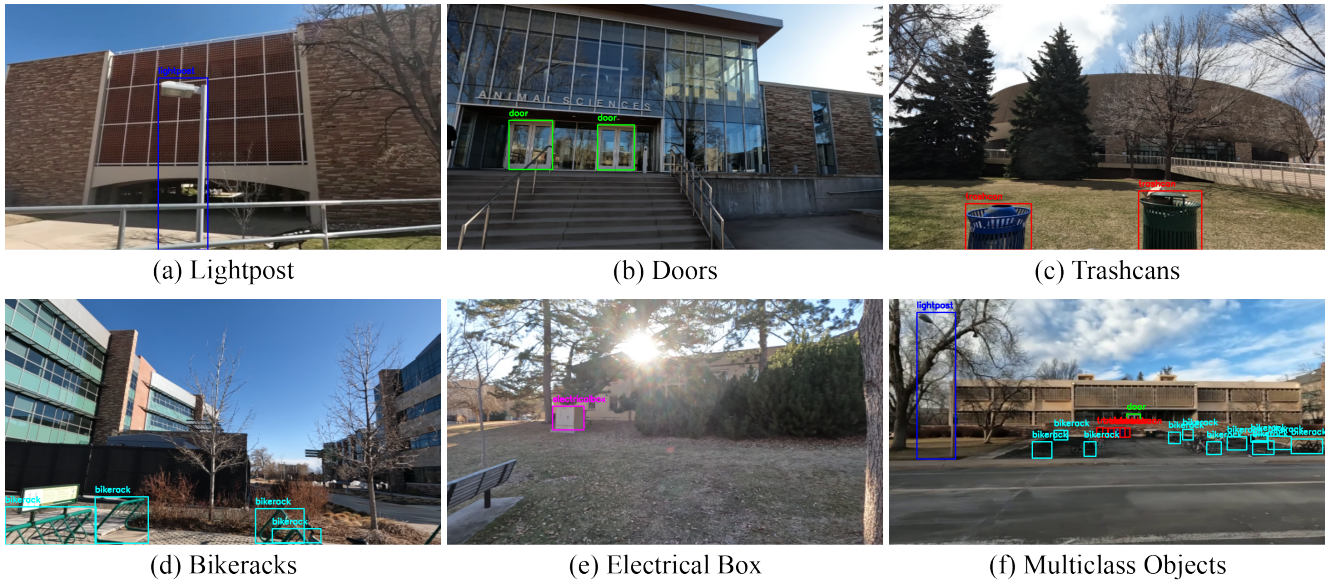 lightpost
door
door
ANIMAL SCIENCES
trashcan
trashcan
(a) Lightpost
(b) Doors
(c) Trashcans
lightpost
door
bikerack
bikerack
bikerack
bikerack
bikerack
bikerack
bikerack
bikerack
bikerack
(d) Bikeracks
(e) Electrical Box
(f) Multiclass Objects